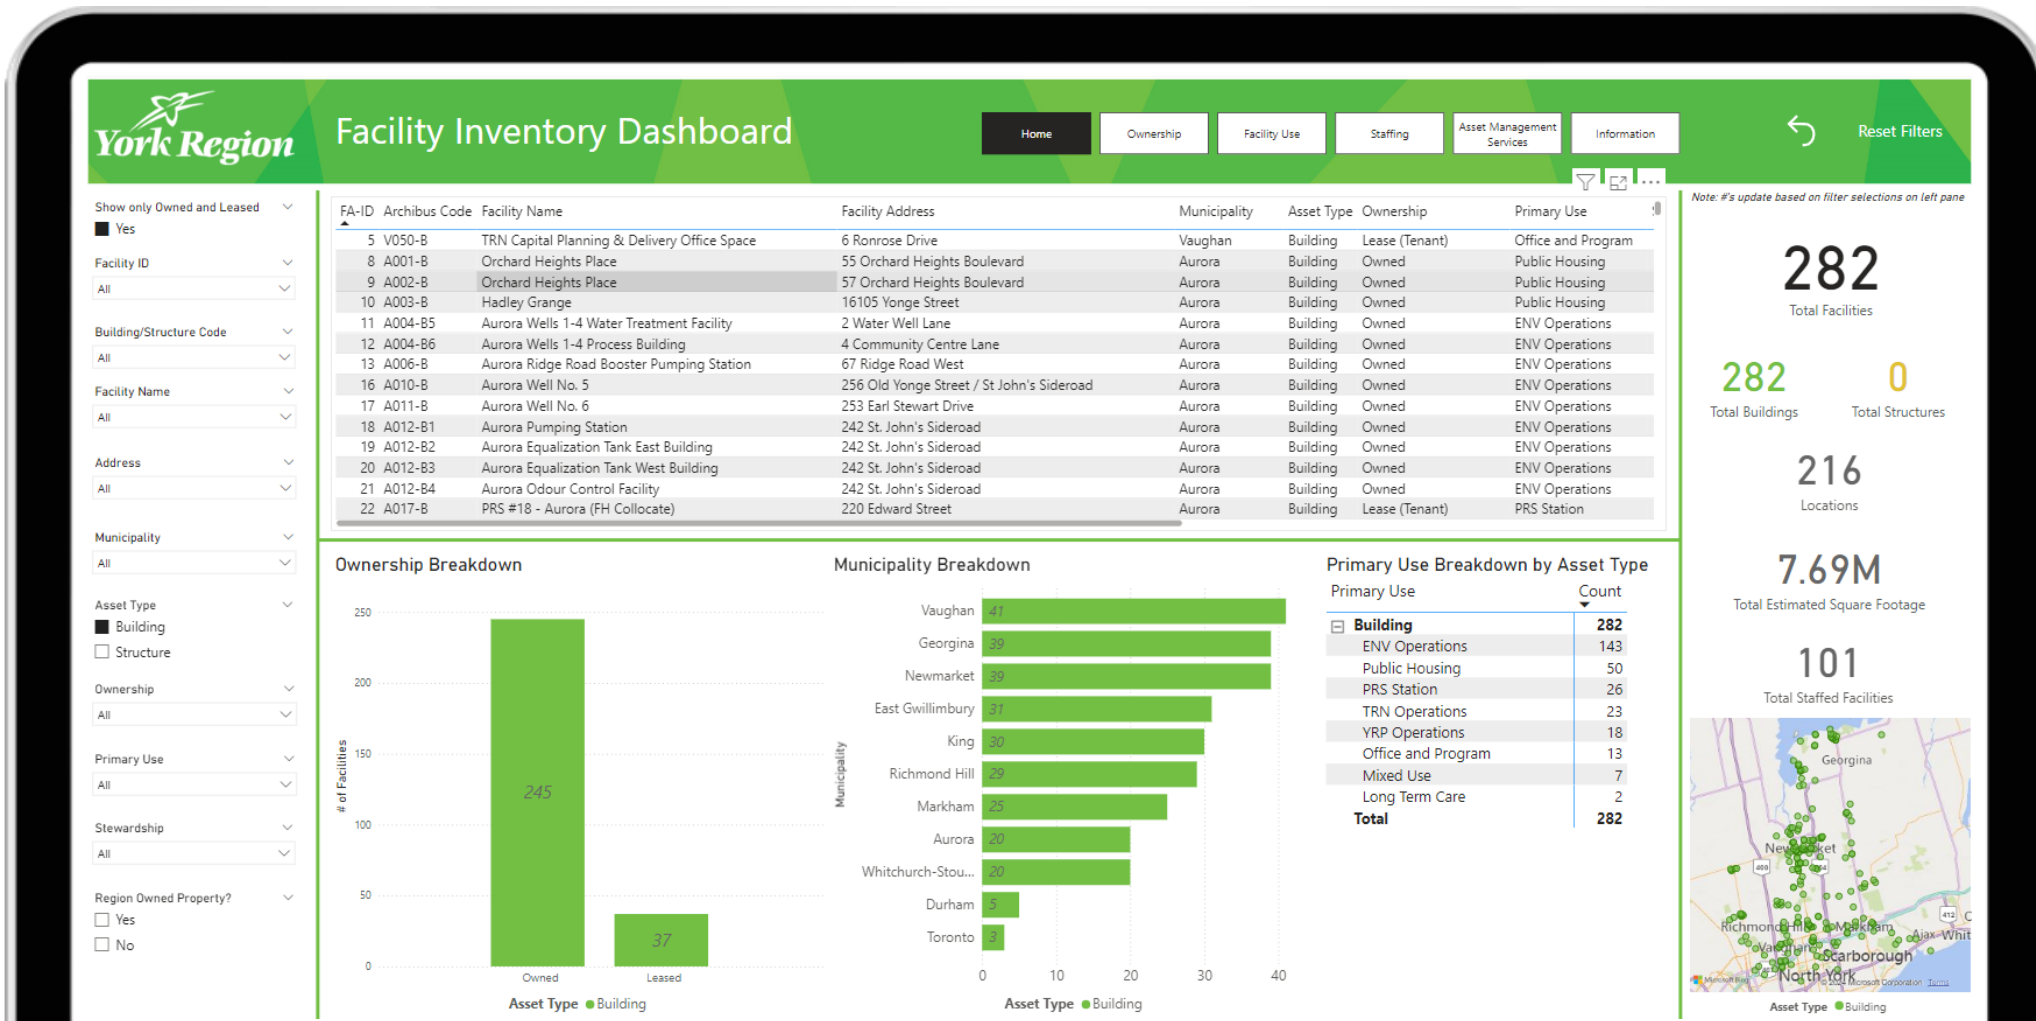 York Region
Facility Inventory Dashboard
Home
Ownership
Facility Use
Staffing
Asset Management
Services
Information
Reset Filters
Show only Owned and Leased
Yes
Facility ID
All
Building/Structure Code
All
Facility Name
All
Address
All
Municipality
All
Asset Type
Building
Structure
Ownership
All
Primary Use
All
Stewardship
All
Region Owned Property?
Yes
No
FA-ID Archibus Code Facility Name Facility Address Municipality Asset Type Ownership Primary Use
5 V050-B TRN Capital Planning & Delivery Office Space 6 Ronrose Drive Vaughan Building Lease (Tenant) Office and Program
8 A001-B Orchard Heights Place 55 Orchard Heights Boulevard Aurora Building Owned Public Housing
9 A002-B Orchard Heights Place 57 Orchard Heights Boulevard Aurora Building Owned Public Housing
10 A003-B Hadley Grange 16105 Yonge Street Aurora Building Owned Public Housing
11 A004-B5 Aurora Wells 1-4 Water Treatment Facility 2 Water Well Lane Aurora Building Owned ENV Operations
12 A004-B6 Aurora Wells 1-4 Process Building 4 Community Centre Lane Aurora Building Owned ENV Operations
13 A006-B Aurora Ridge Road Booster Pumping Station 67 Ridge Road West Aurora Building Owned ENV Operations
16 A010-B Aurora Well No. 5 256 Old Yonge Street / St John's Sideroad Aurora Building Owned ENV Operations
17 A011-B Aurora Well No. 6 253 Earl Stewart Drive Aurora Building Owned ENV Operations
18 A012-B1 Aurora Pumping Station 242 St. John's Sideroad Aurora Building Owned ENV Operations
19 A012-B2 Aurora Equalization Tank East Building 242 St. John's Sideroad Aurora Building Owned ENV Operations
20 A012-B3 Aurora Equalization Tank West Building 242 St. John's Sideroad Aurora Building Owned ENV Operations
21 A012-B4 Aurora Odour Control Facility 242 St. John's Sideroad Aurora Building Owned ENV Operations
22 A017-B PRS #18 - Aurora (FH Collocate) 220 Edward Street Aurora Building Lease (Tenant) PRS Station
Ownership Breakdown
# of Facilities
250
200
150
100
50
0
245
37
Owned
Leased
Asset Type Building
Municipality Breakdown
Municipality
Vaughan 41
Georgina 39
Newmarket 39
East Gwillimbury 31
King 30
Richmond Hill 29
Markham 25
Aurora 20
Whitchurch-Stou... 20
Durham 5
Toronto 3
0 10 20 30 40
Asset Type Building
Primary Use Breakdown by Asset Type
Primary Use Count
Building 282
ENV Operations 143
Public Housing 50
PRS Station 26
TRN Operations 23
YRP Operations 18
Office and Program 13
Mixed Use 7
Long Term Care 2
Total 282
Note: #'s update based on filter selections on left pane
282
Total Facilities
282
Total Buildings
0
Total Structures
216
Locations
7.69M
Total Estimated Square Footage
101
Total Staffed Facilities
Georgina
Newmarket
400
412
Richmond Hill
Markham
Ajax
Whit
Vaughan
Scarborough
North York
Microsoft Bing
© 2024 Microsoft Corporation Terms
Asset Type Building